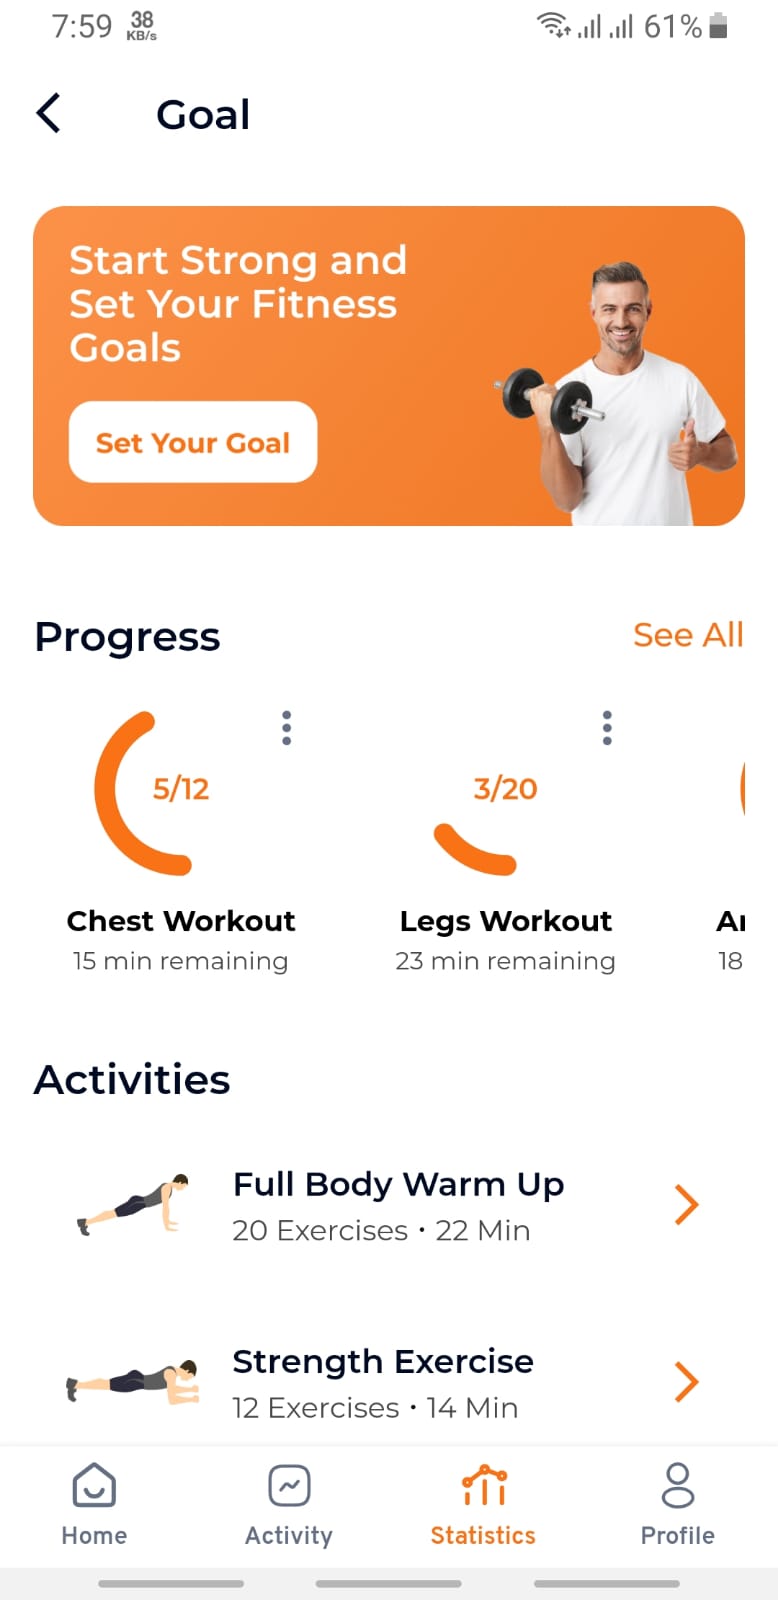 7:59 38 KB/s 61%
Goal
Start Strong and
Set Your Fitness
Goals
Set Your Goal
Progress See All
5/12 3/20
Chest Workout Legs Workout
15 min remaining 23 min remaining 18
Activities
Full Body Warm Up
20 Exercises • 22 Min
Strength Exercise
12 Exercises • 14 Min
Home Activity Statistics Profile